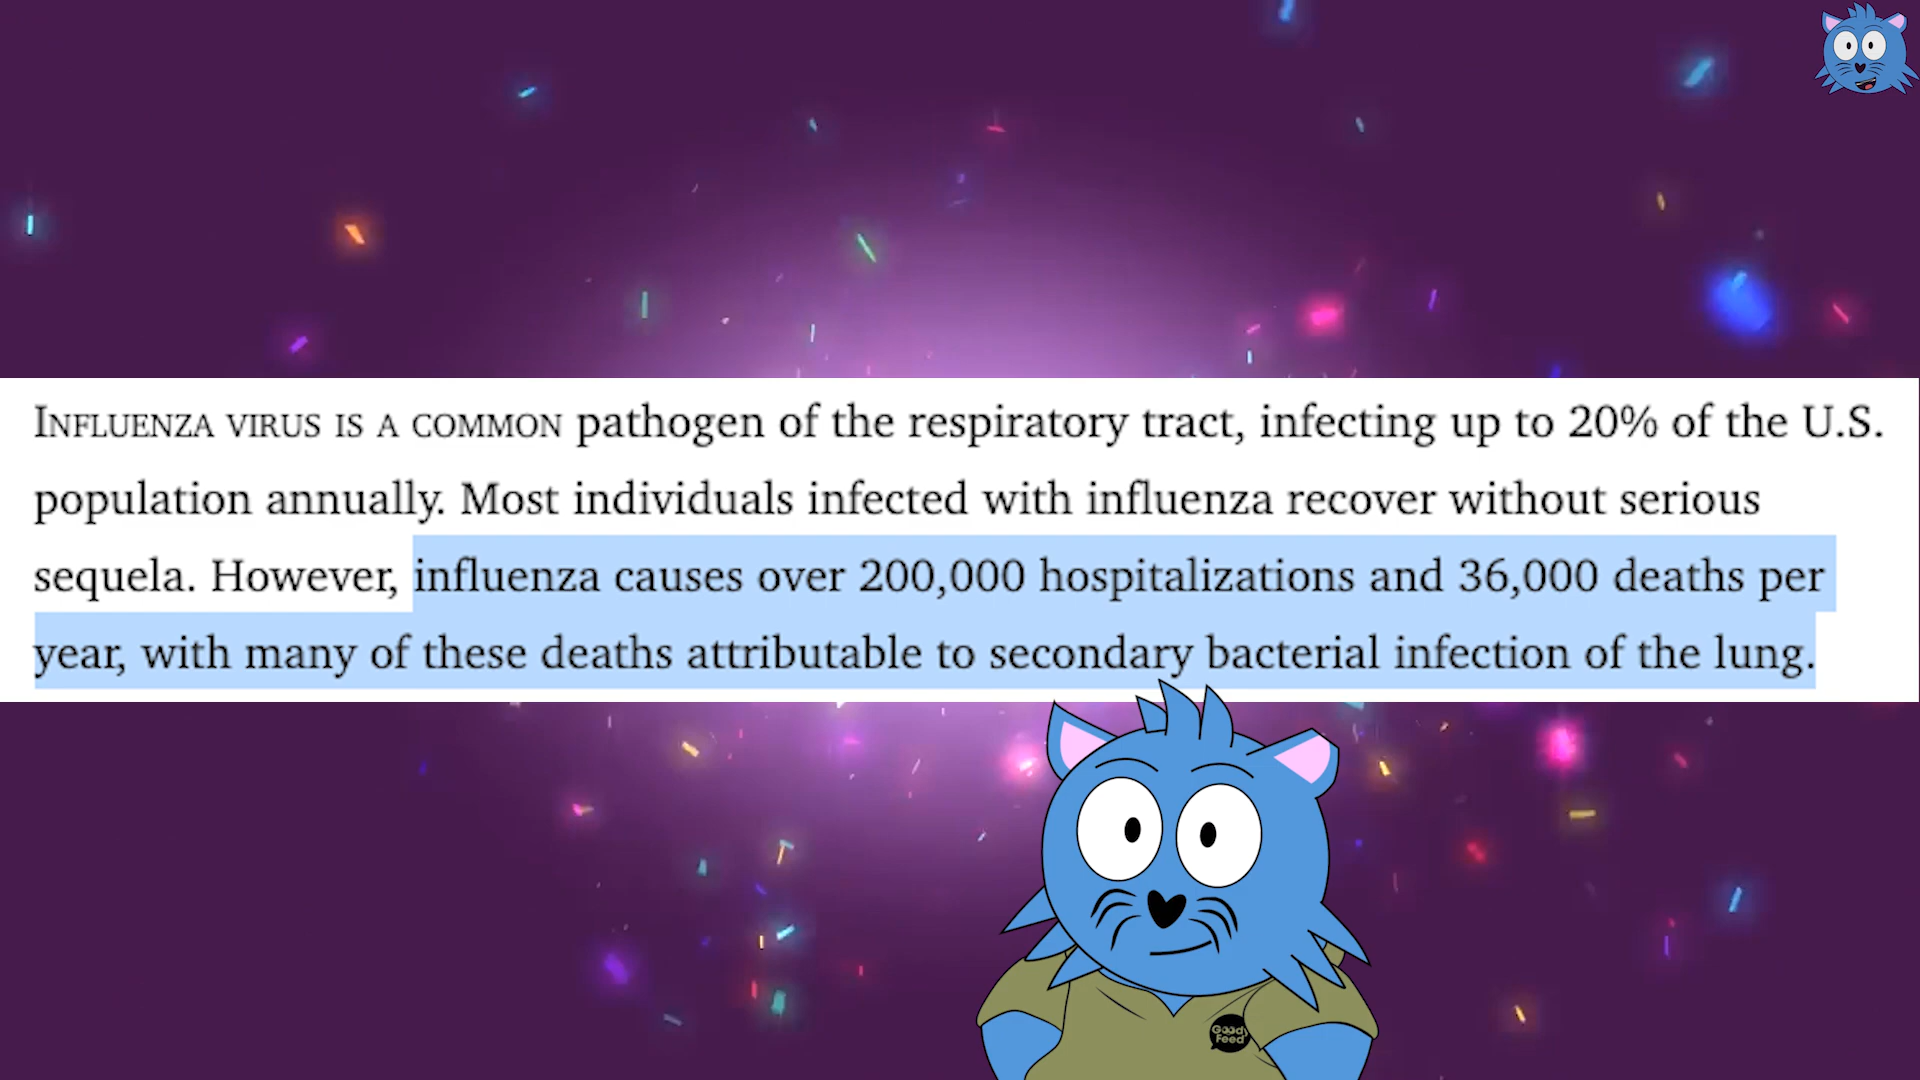 INFLUENZA VIRUS IS A COMMON pathogen of the respiratory tract, infecting up to 20% of the U.S.
population annually. Most individuals infected with influenza recover without serious
sequela. However, influenza causes over 200,000 hospitalizations and 36,000 deaths per
year, with many of these deaths attributable to secondary bacterial infection of the lung.
Goody
Feed